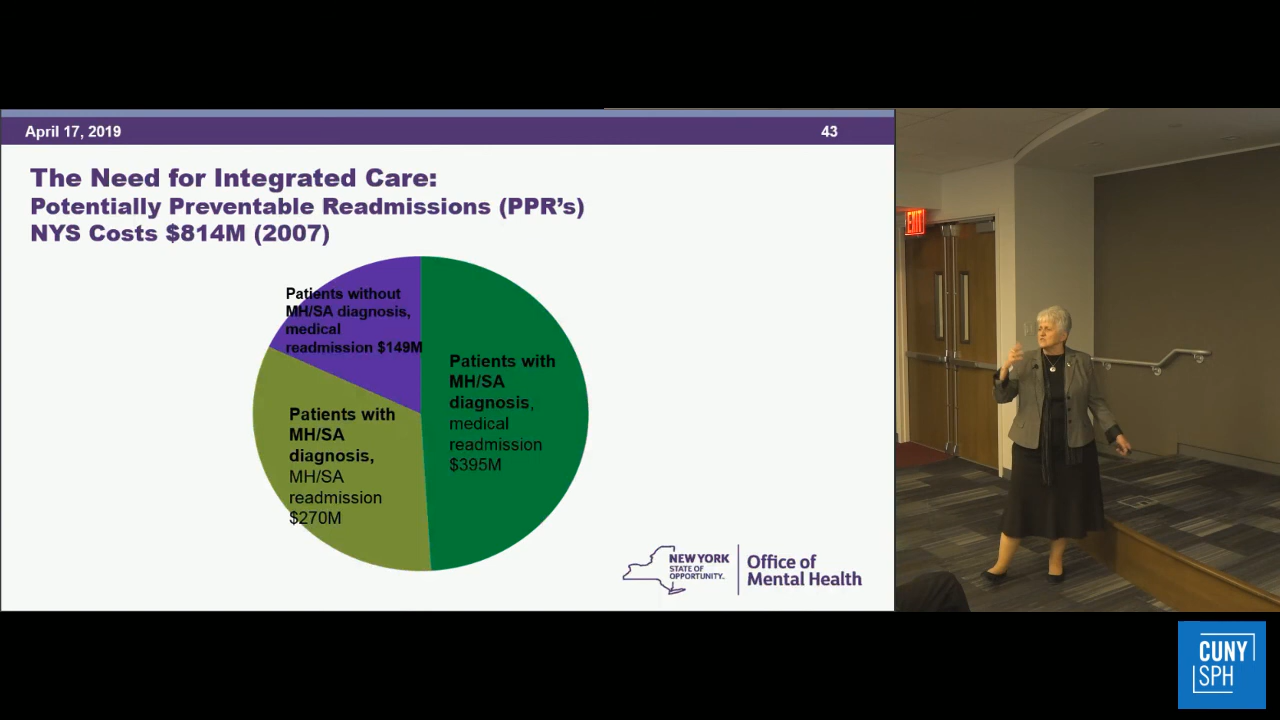 April 17, 2019
43
The Need for Integrated Care:
Potentially Preventable Readmissions (PPR's)
NYS Costs $814M (2007)
Patients without
MH/SA diagnosis,
medical
readmission $149M
Patients with
MH/SA
diagnosis,
medical
readmission
$395M
Patients with
MH/SA
diagnosis,
MH/SA
readmission
$270M
NEW YORK
STATE OF
OPPORTUNITY.
Office of
Mental Health
EXIT
CUNY
SPH